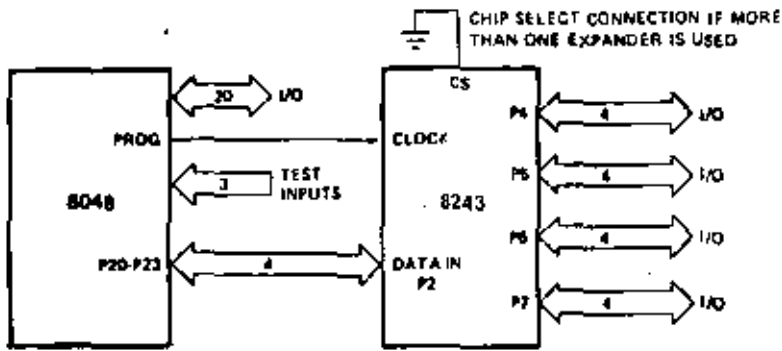 CHIP SELECT CONNECTION IF MORE
THAN ONE EXPANDER IS USED
CS
20
I/O
P4
4
I/O
PROG
CLOCK
P5
4
I/O
3
TEST
INPUTS
8048
8243
P6
4
I/O
P20-P23
4
DATA IN
P2
P7
4
I/O